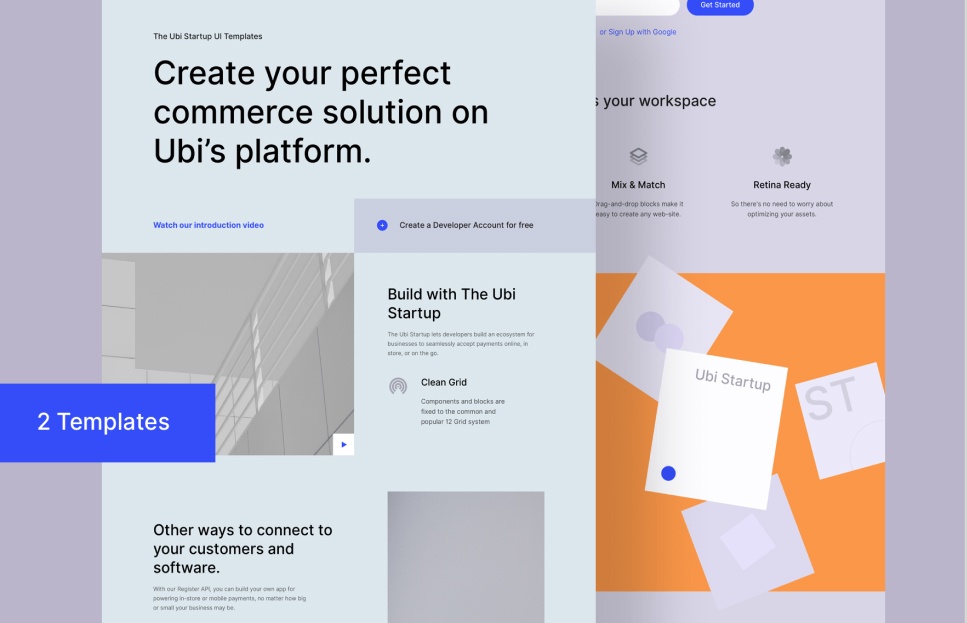 The Ubi Startup UI Templates
Create your perfect
commerce solution on
Ubi’s platform.
Watch our introduction video
Create a Developer Account for free
Build with The Ubi
Startup
The Ubi Startup lets developers build an ecosystem for
businesses to seamlessly accept payments online, in
store, or on the go.
Clean Grid
Components and blocks are
fixed to the common and
popular 12 Grid system
2 Templates
Other ways to connect to
your customers and
software.
With our Register API, you can build your own app for
powering in-store or mobile payments, no matter how big
or small your business may be.
Get Started
or Sign Up with Google
your workspace
Mix & Match
Drag-and-drop blocks make it
easy to create any web-site.
Retina Ready
So there's no need to worry about
optimizing your assets.
Ubi Startup
ST